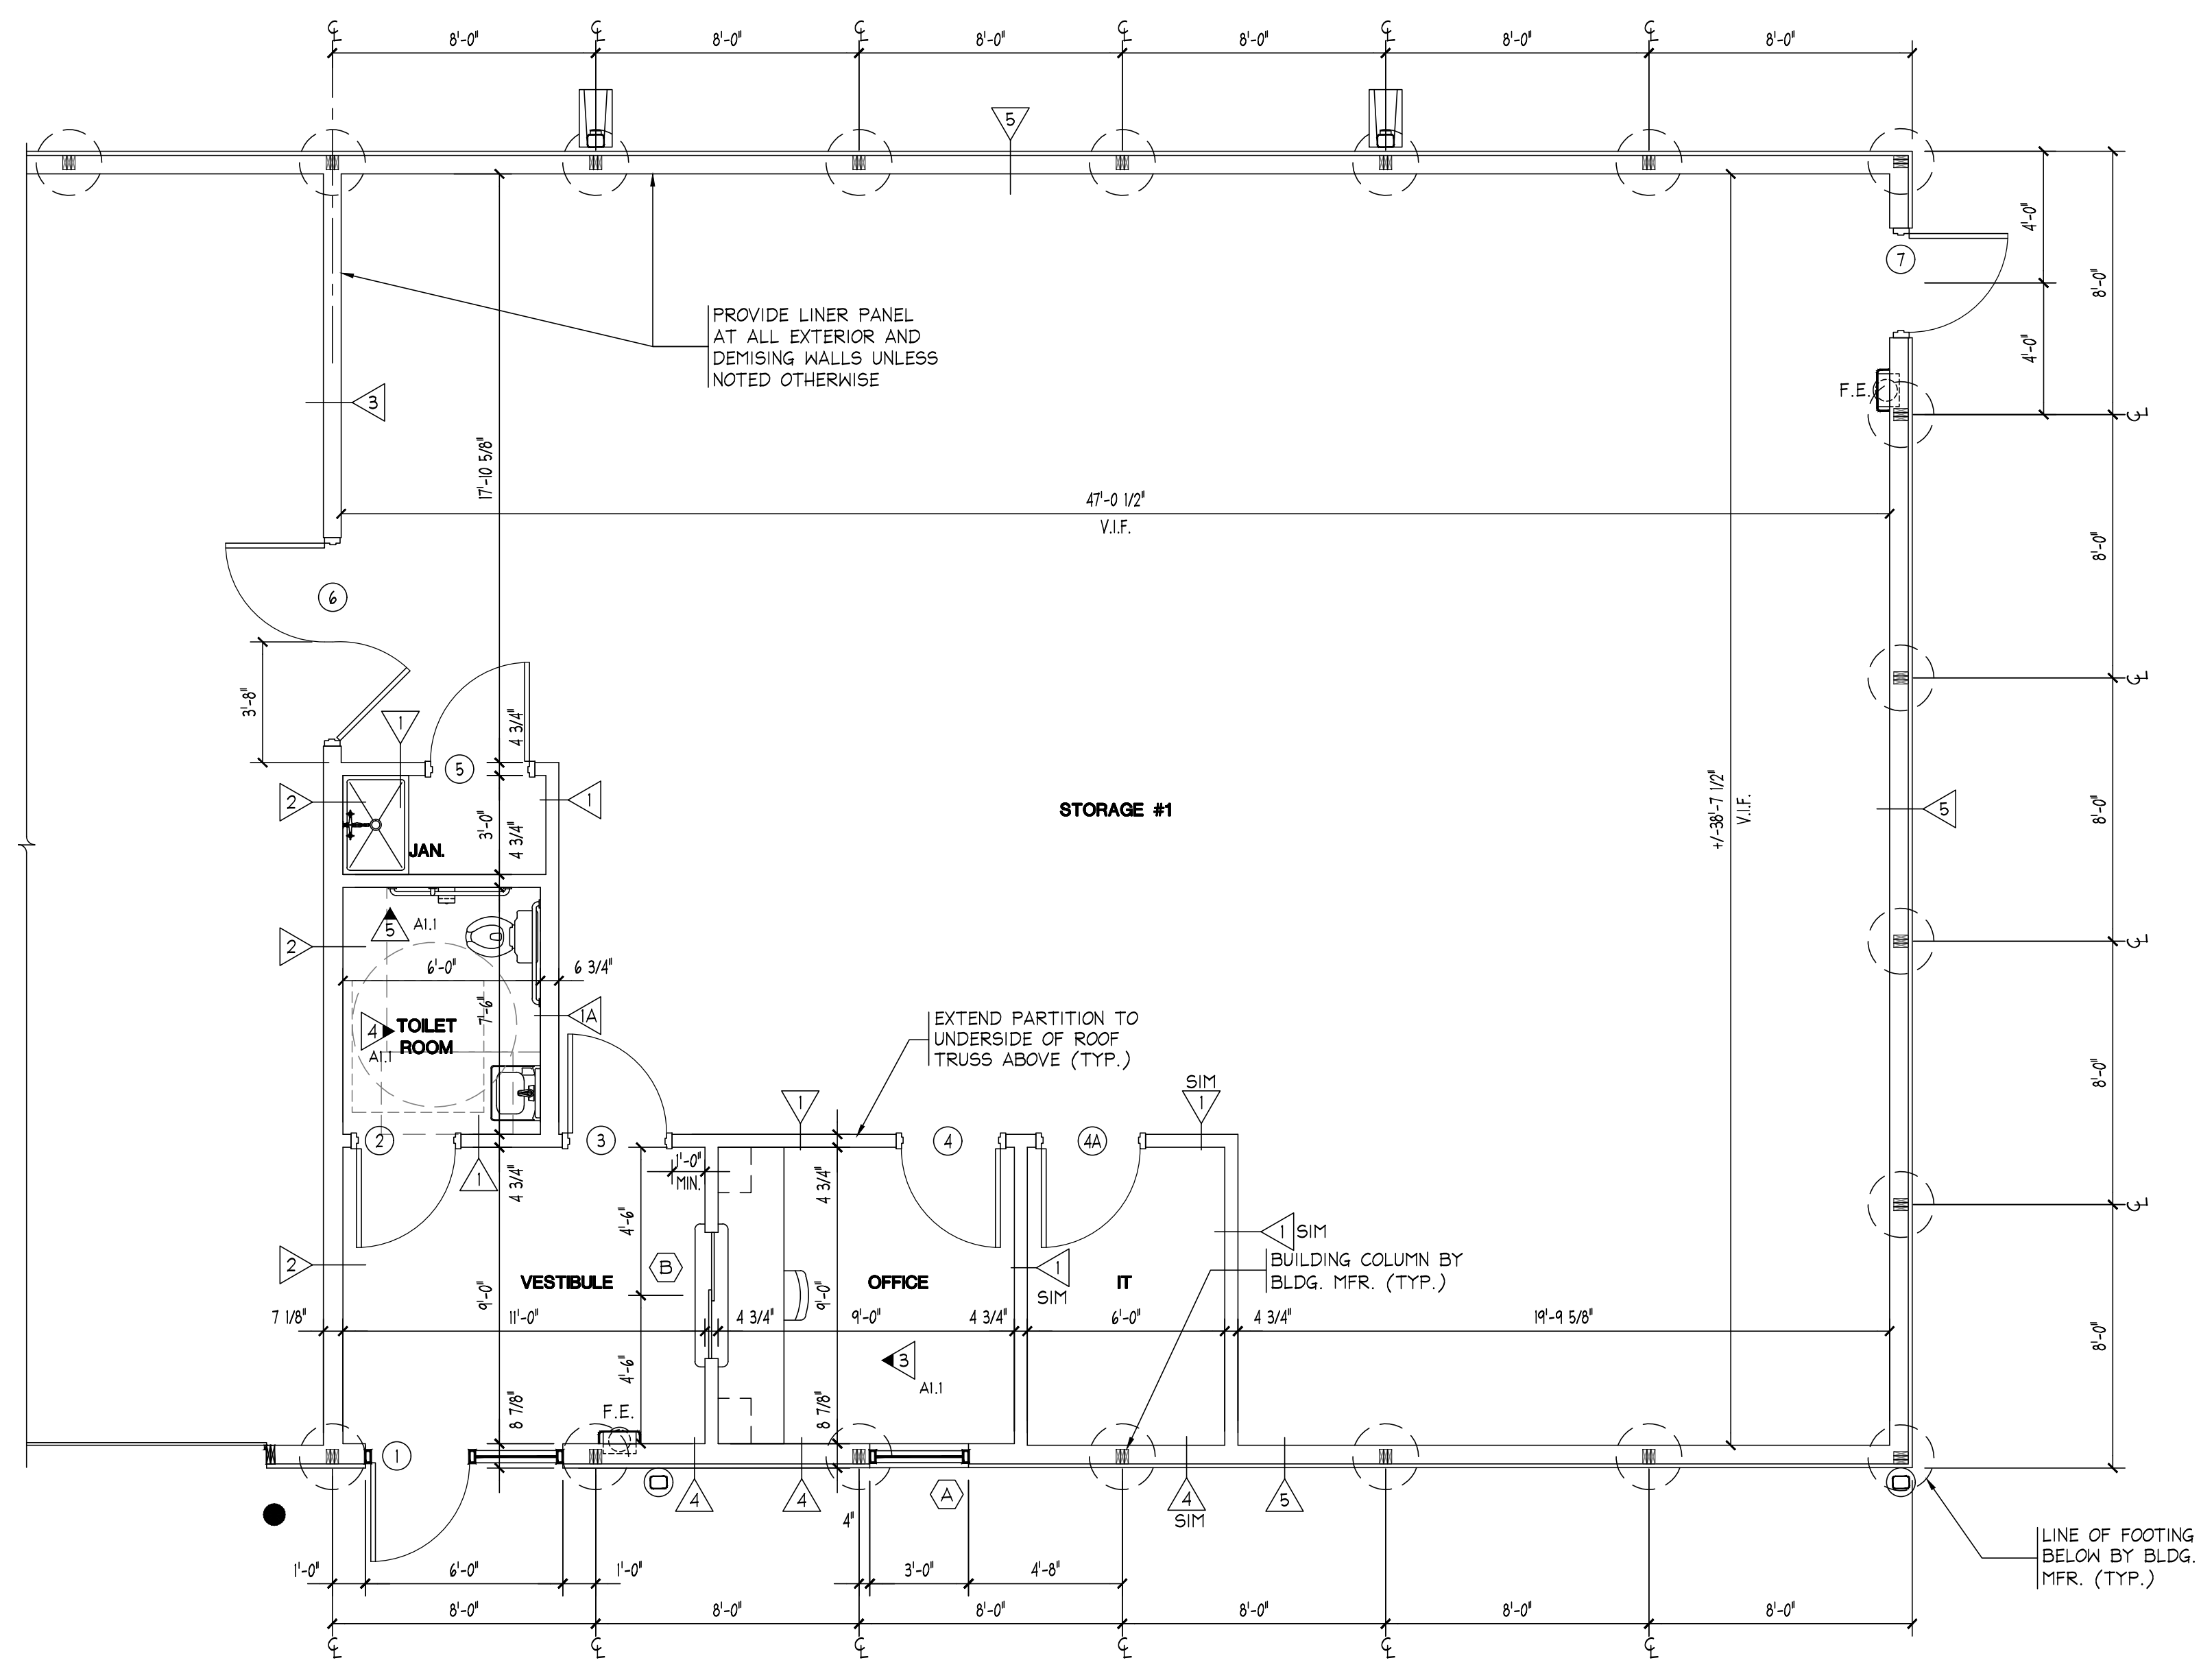 ℄ ℄ ℄ ℄ ℄ ℄
8'-0" 8'-0" 8'-0" 8'-0" 8'-0" 8'-0"
5
4'-0"
7
8'-0"
PROVIDE LINER PANEL
AT ALL EXTERIOR AND
DEMISING WALLS UNLESS
NOTED OTHERWISE
4'-0"
F.E.
3
℄
17'-10 5/8"
47'-0 1/2"
V.I.F.
8'-0"
6
3'-8"
℄
1
4 3/4"
5
2
1
3'-0"
4 3/4"
JAN.
STORAGE #1
+/-38'-7 1/2"
V.I.F.
5
8'-0"
5
A1.1
2
6'-0"
6 3/4"
℄
7'-6"
1A
4
A1.1
TOILET
ROOM
EXTEND PARTITION TO
UNDERSIDE OF ROOF
TRUSS ABOVE (TYP.)
8'-0"
SIM
1
1
2
3
4
4A
1
4 3/4"
1'-0"
MIN.
4 3/4"
℄
4'-6"
1
SIM
2
B
1
SIM
BUILDING COLUMN BY
BLDG. MFR. (TYP.)
VESTIBULE
OFFICE
IT
9'-0"
9'-0"
7 1/8"
11'-0"
4 3/4"
9'-0"
4 3/4"
6'-0"
4 3/4"
19'-9 5/8"
8'-0"
4'-6"
3
A1.1
8 7/8"
F.E.
8 7/8"
1
4
4
A
4
SIM
5
4"
LINE OF FOOTING
BELOW BY BLDG.
MFR. (TYP.)
1'-0" 6'-0" 1'-0" 3'-0" 4'-8"
8'-0" 8'-0" 8'-0" 8'-0" 8'-0" 8'-0"
℄ ℄ ℄ ℄ ℄ ℄